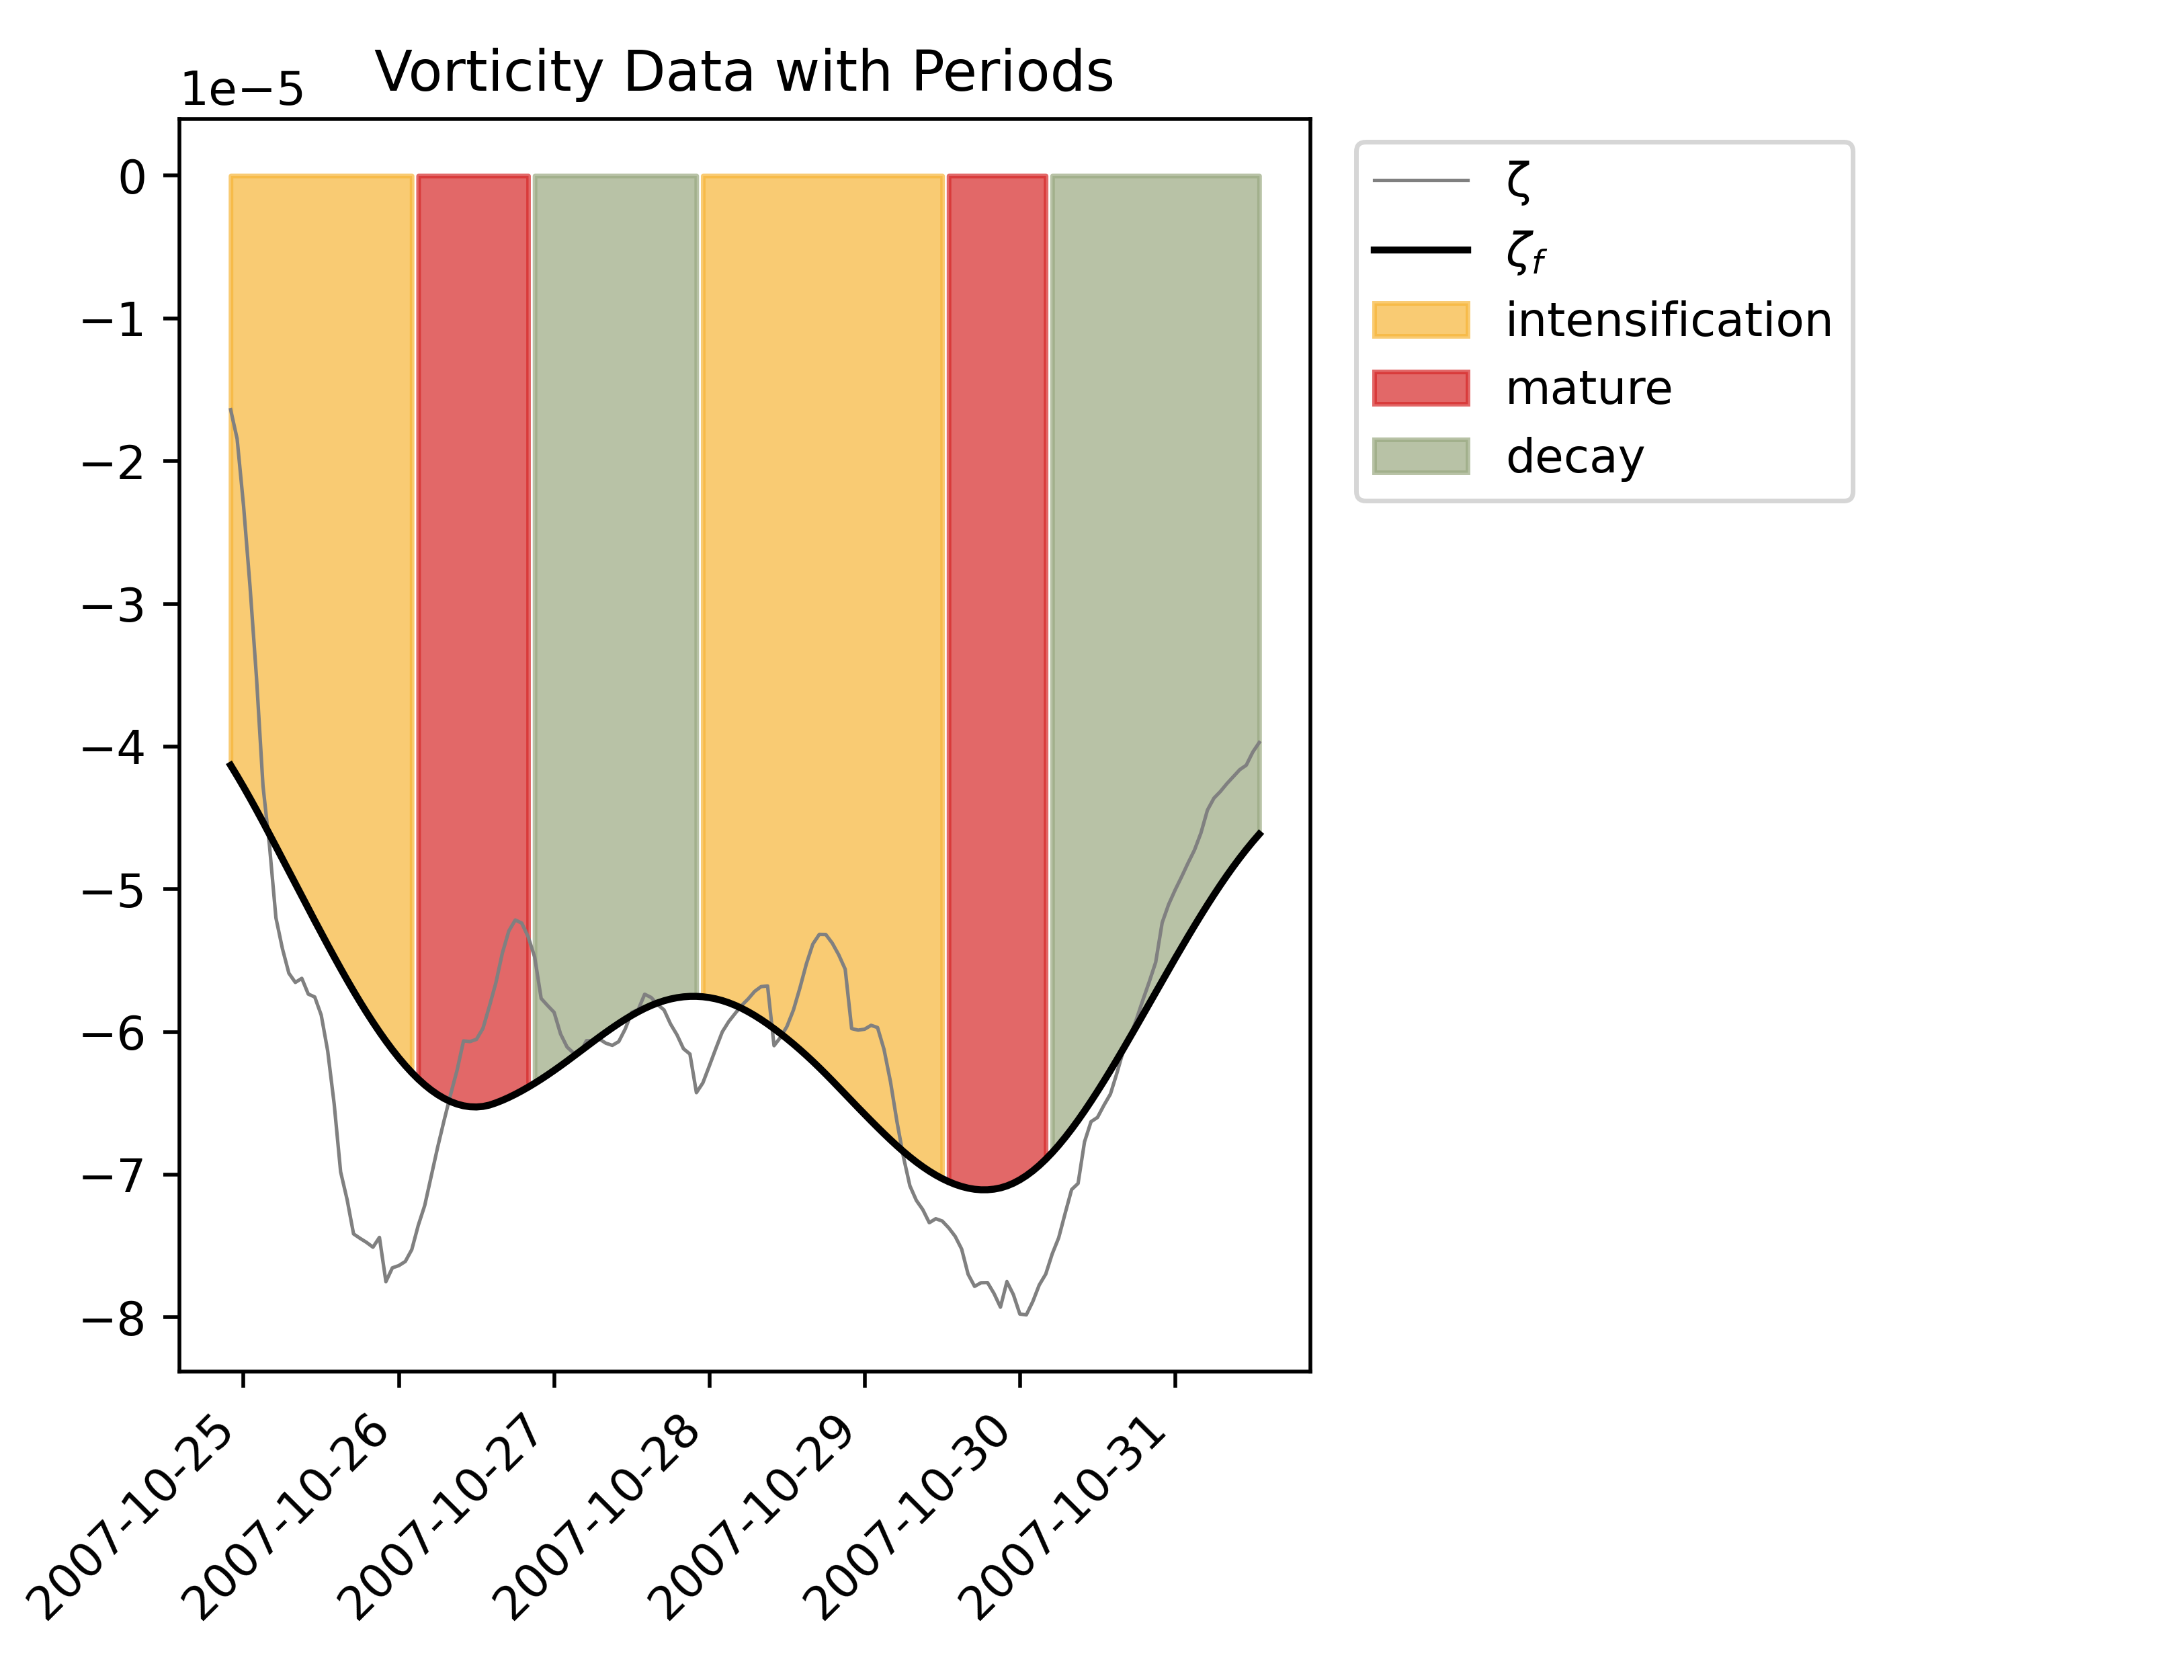 Vorticity Data with Periods
1e−5
0
−1
−2
−3
−4
−5
−6
−7
−8
2007-10-25
2007-10-26
2007-10-27
2007-10-28
2007-10-29
2007-10-30
2007-10-31
ζ
ζf
intensification
mature
decay